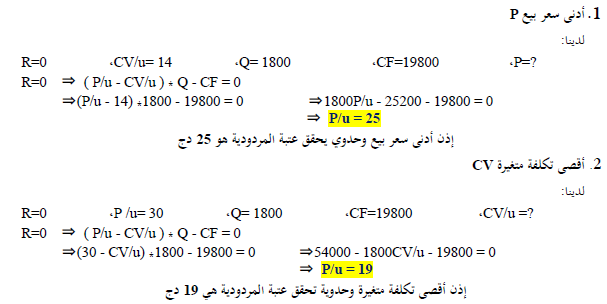 1. أدنى سعر بيع P
لدينا:
R=0 ،CV/u= 14 ،Q= 1800 ،CF=19800 ،P=?
R=0 ⇒ ( P/u - CV/u ) * Q - CF = 0
⇒(P/u - 14) *1800 - 19800 = 0 ⇒1800P/u - 25200 - 19800 = 0
⇒ P/u = 25
إذن أدنى سعر بيع وحدوي يحقق عتبة المردودية هو 25 دج
2. أقصى تكلفة متغيرة CV
لدينا:
R=0 ،P /u= 30 ،Q= 1800 ،CF=19800 ،CV/u =?
R=0 ⇒ ( P/u - CV/u ) * Q - CF = 0
⇒(30 - CV/u) *1800 - 19800 = 0 ⇒54000 - 1800CV/u - 19800 = 0
⇒ P/u = 19
إذن أقصى تكلفة متغيرة وحدوية تحقق عتبة المردودية هي 19 دج